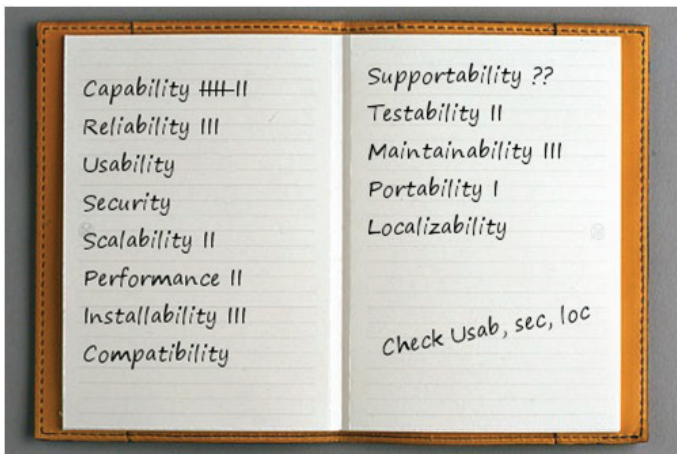 Capability 𝍸 II
Reliability III
Usability
Security
Scalability II
Performance II
Installability III
Compatibility
Supportability ??
Testability II
Maintainability III
Portability I
Localizability
Check Usab, sec, loc